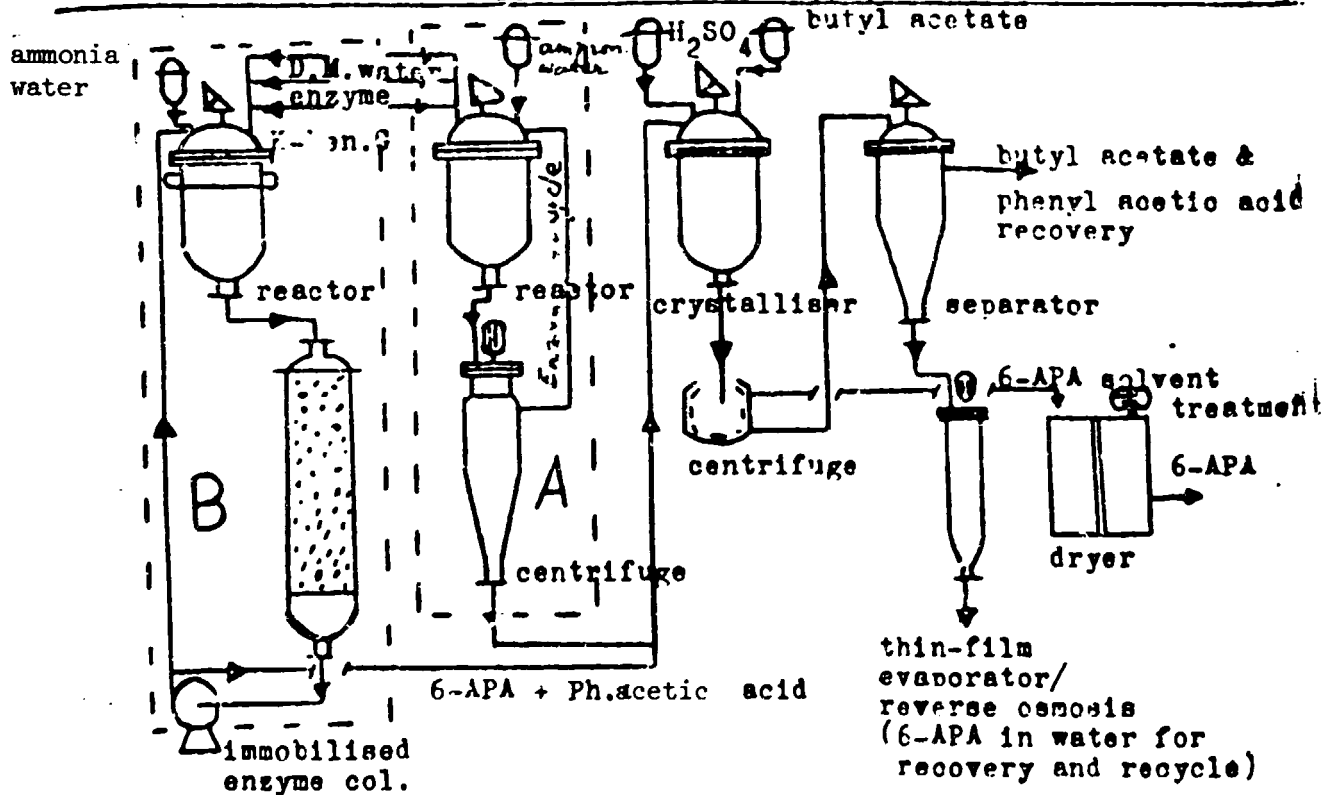 butyl acetate
H2SO4
ammonia
water
ammon.
water
D.M.water
enzyme
butyl acetate &
phenyl acetic acid
recovery
reactor
reactor
crystalliser
separator
6-APA solvent
treatment
6-APA
centrifuge
B
A
dryer
centrifuge
thin-film
evaporator/
reverse osmosis
(6-APA in water for
recovery and recycle)
6-APA + Ph.acetic acid
immobilised
enzyme col.